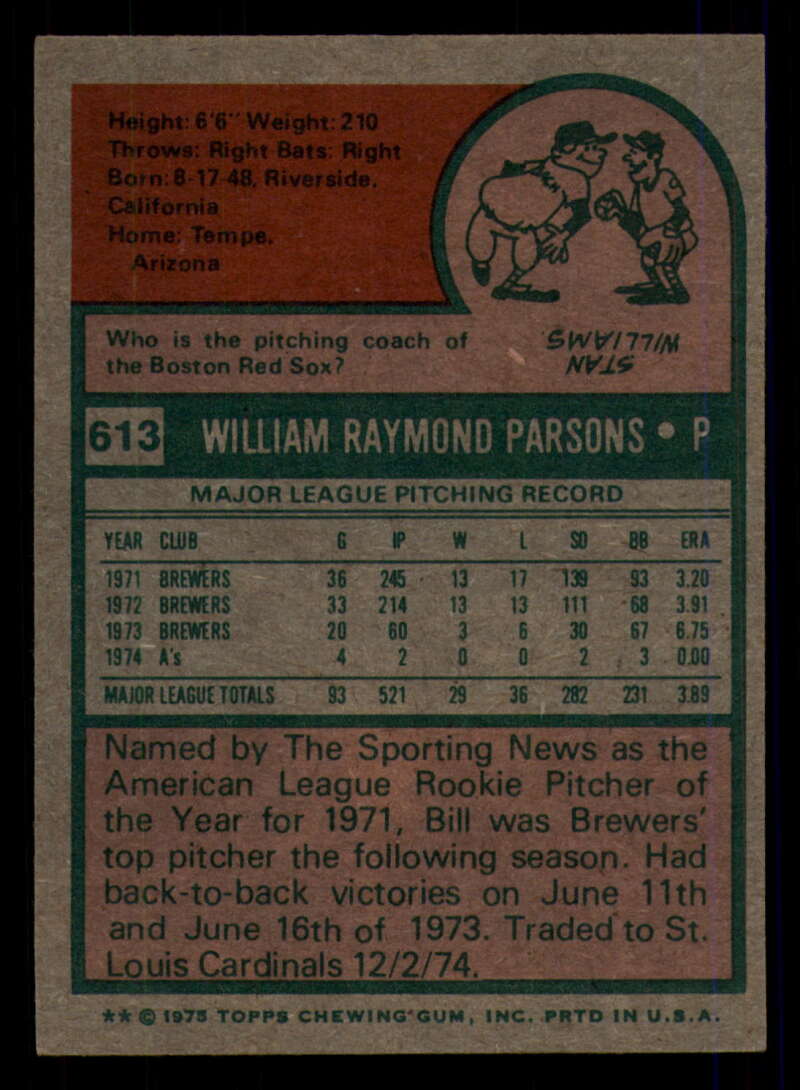 Height: 6'6" Weight: 210
Throws: Right Bats: Right
Born: 8-17-48, Riverside,
California
Home: Tempe,
Arizona
Who is the pitching coach of
the Boston Red Sox?
STAN
WILLIAMS
613 WILLIAM RAYMOND PARSONS • P
MAJOR LEAGUE PITCHING RECORD
YEAR CLUB G IP W L SO BB ERA
1971 BREWERS 36 245 13 17 139 93 3.20
1972 BREWERS 33 214 13 13 111 68 3.91
1973 BREWERS 20 60 3 6 30 67 6.75
1974 A's 4 2 0 0 2 3 0.00
MAJOR LEAGUE TOTALS 93 521 29 36 282 231 3.89
Named by The Sporting News as the
American League Rookie Pitcher of
the Year for 1971, Bill was Brewers'
top pitcher the following season. Had
back-to-back victories on June 11th
and June 16th of 1973. Traded to St.
Louis Cardinals 12/2/74.
** © 1975 TOPPS CHEWING GUM, INC. PRTD IN U.S.A.